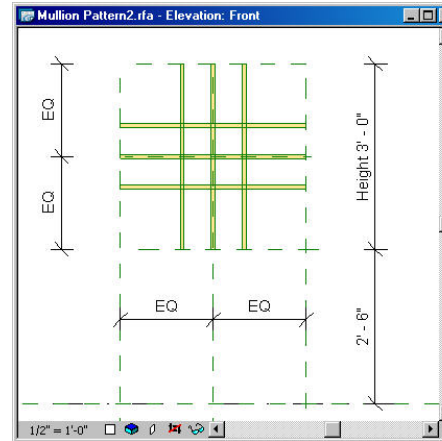 Mullion Pattern2.rfa - Elevation: Front
EQ
EQ
Height 3' - 0"
EQ
EQ
2' - 6"
1/2" = 1'-0"